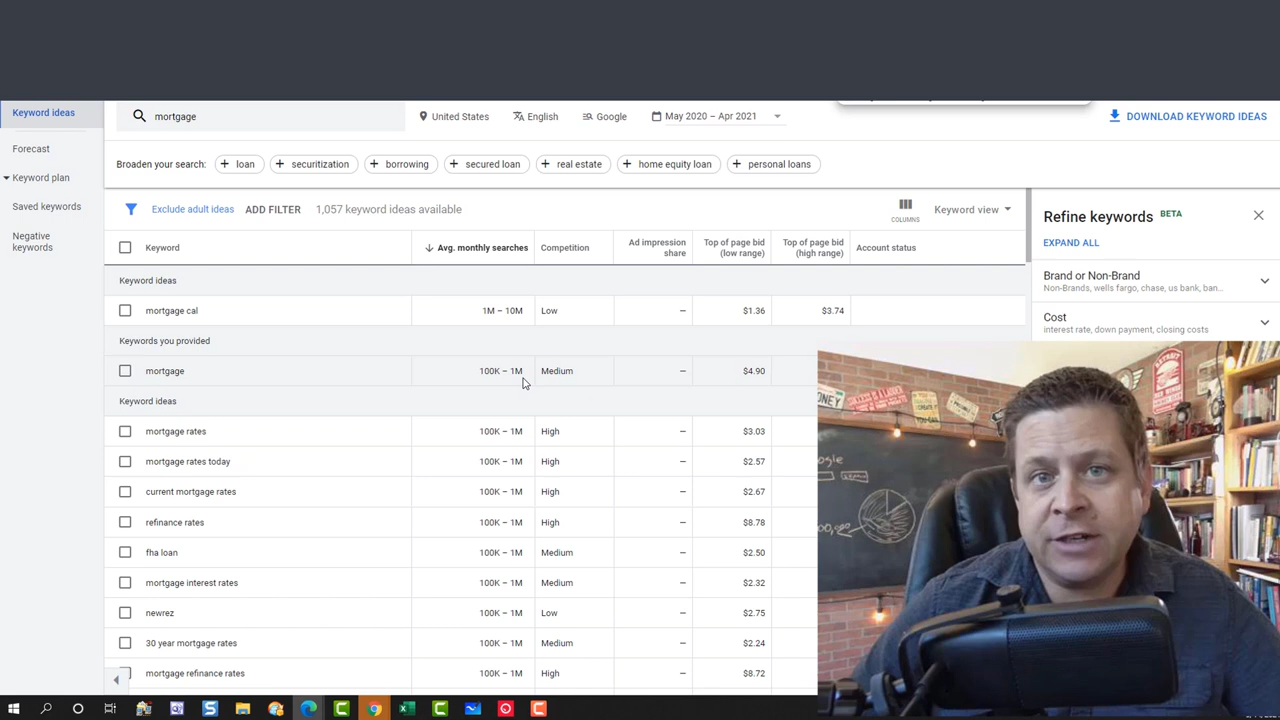 Keyword ideas
Forecast
Keyword plan
Saved keywords
Negative
keywords
mortgage
United States
English
Google
May 2020 – Apr 2021
DOWNLOAD KEYWORD IDEAS
Broaden your search:
+ loan
+ securitization
+ borrowing
+ secured loan
+ real estate
+ home equity loan
+ personal loans
Exclude adult ideas
ADD FILTER
1,057 keyword ideas available
COLUMNS
Keyword view
Refine keywords BETA
EXPAND ALL
Brand or Non-Brand
Non-Brands, wells fargo, chase, us bank, ban...
Cost
interest rate, down payment, closing costs
Keyword Avg. monthly searches Competition Ad impression share Top of page bid (low range) Top of page bid (high range) Account status
Keyword ideas
mortgage cal 1M – 10M Low – $1.36 $3.74
Keywords you provided
mortgage 100K – 1M Medium – $4.90
Keyword ideas
mortgage rates 100K – 1M High – $3.03
mortgage rates today 100K – 1M High – $2.57
current mortgage rates 100K – 1M High – $2.67
refinance rates 100K – 1M High – $8.78
fha loan 100K – 1M Medium – $2.50
mortgage interest rates 100K – 1M Medium – $2.32
newrez 100K – 1M Low – $2.75
30 year mortgage rates 100K – 1M Medium – $2.24
mortgage refinance rates 100K – 1M High – $8.72